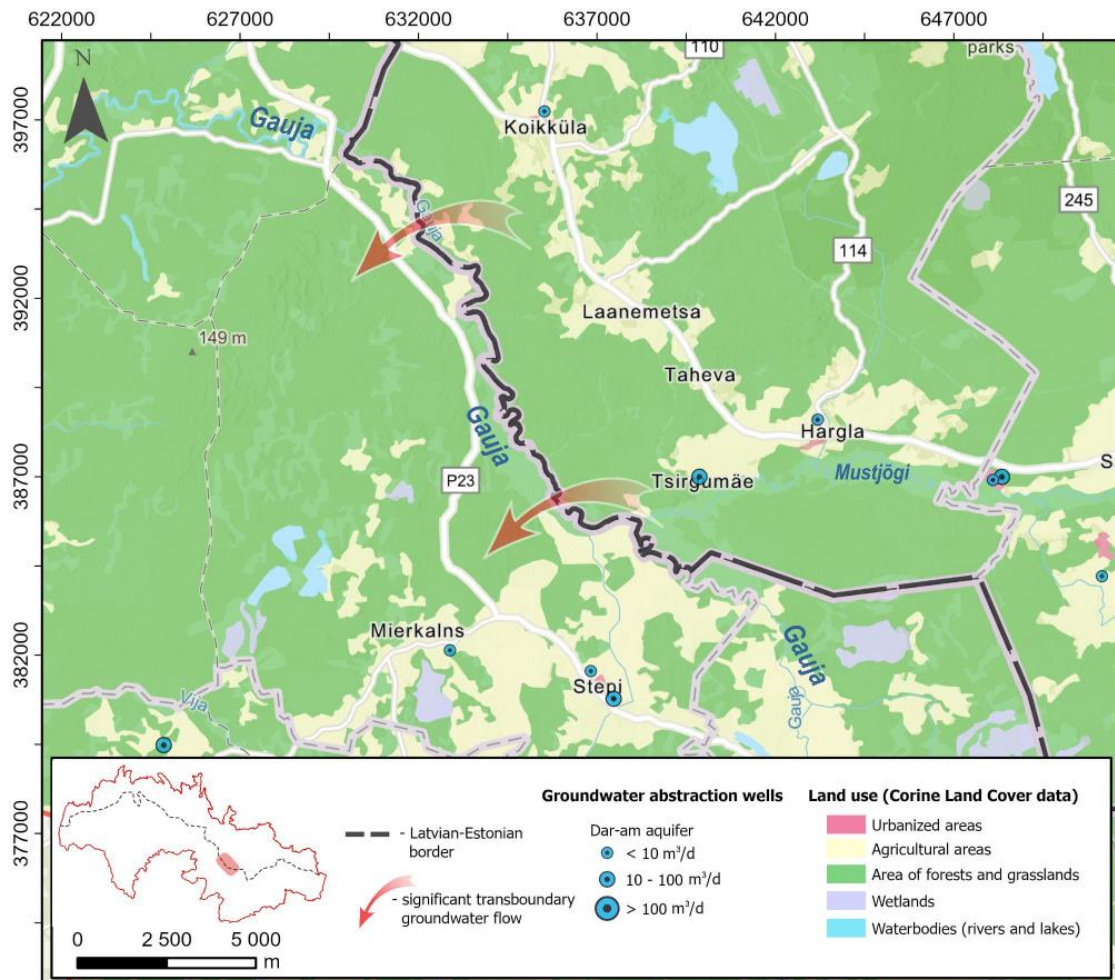 622000
627000
632000
637000
642000
647000
397000
392000
387000
382000
377000
N
110
parks
Gauja
Koikküla
245
Gauja
114
Laanemetsa
149 m
Taheva
Gauja
Hargla
P23
Tsirgumäe
Mustjõgi
S
Mierkalns
Gauja
Vija
Stepi
Gauja
Groundwater abstraction wells
Dar-am aquifer
< 10 m³/d
10 - 100 m³/d
> 100 m³/d
Land use (Corine Land Cover data)
Urbanized areas
Agricultural areas
Area of forests and grasslands
Wetlands
Waterbodies (rivers and lakes)
- Latvian-Estonian
border
- significant transboundary
groundwater flow
0 2 500 5 000
m